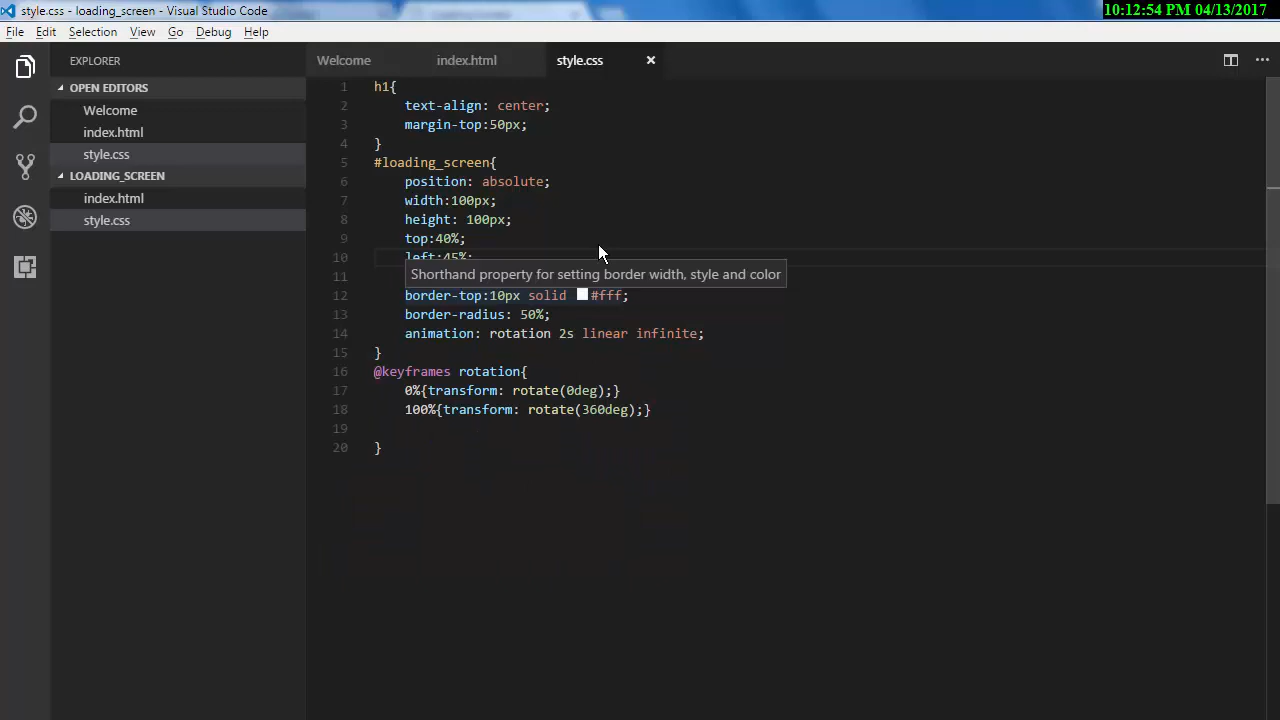 style.css - loading_screen - Visual Studio Code
10:12:54 PM 04/13/2017
File Edit Selection View Go Debug Help
EXPLORER
OPEN EDITORS
Welcome
index.html
style.css
LOADING_SCREEN
index.html
style.css
Welcome index.html style.css
1 h1{
2 text-align: center;
3 margin-top:50px;
4 }
5 #loading_screen{
6 position: absolute;
7 width:100px;
8 height: 100px;
9 top:40%;
10 left:45%;
11
Shorthand property for setting border width, style and color
12 border-top:10px solid #fff;
13 border-radius: 50%;
14 animation: rotation 2s linear infinite;
15 }
16 @keyframes rotation{
17 0%{transform: rotate(0deg);}
18 100%{transform: rotate(360deg);}
19
20 }